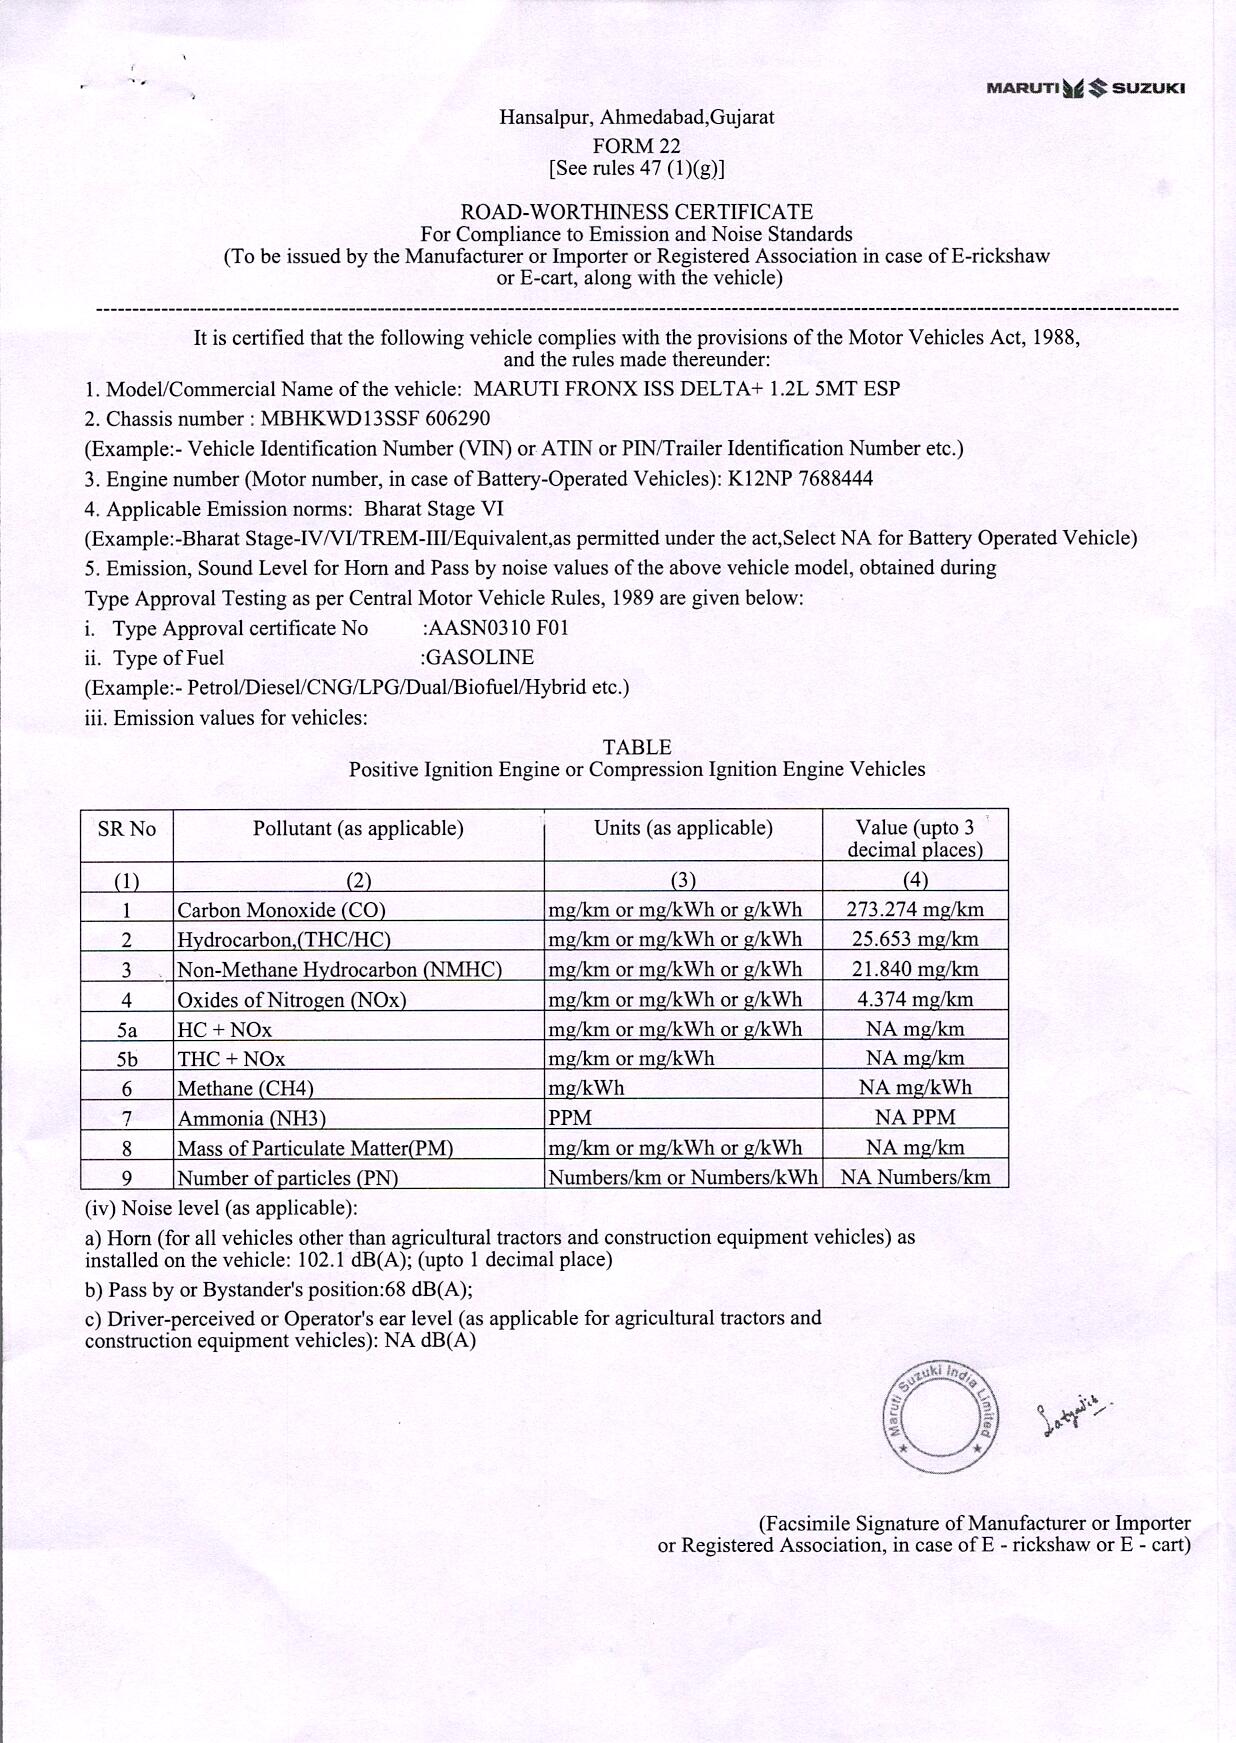 MARUTI SUZUKI
Hansalpur, Ahmedabad,Gujarat
FORM 22
[See rules 47 (1)(g)]
ROAD-WORTHINESS CERTIFICATE
For Compliance to Emission and Noise Standards
(To be issued by the Manufacturer or Importer or Registered Association in case of E-rickshaw
or E-cart, along with the vehicle)
It is certified that the following vehicle complies with the provisions of the Motor Vehicles Act, 1988,
and the rules made thereunder:
1. Model/Commercial Name of the vehicle: MARUTI FRONX ISS DELTA+ 1.2L 5MT ESP
2. Chassis number : MBHKWD13SSF 606290
(Example:- Vehicle Identification Number (VIN) or ATIN or PIN/Trailer Identification Number etc.)
3. Engine number (Motor number, in case of Battery-Operated Vehicles): K12NP 7688444
4. Applicable Emission norms: Bharat Stage VI
(Example:-Bharat Stage-IV/VI/TREM-III/Equivalent,as permitted under the act,Select NA for Battery Operated Vehicle)
5. Emission, Sound Level for Horn and Pass by noise values of the above vehicle model, obtained during
Type Approval Testing as per Central Motor Vehicle Rules, 1989 are given below:
i. Type Approval certificate No :AASN0310 F01
ii. Type of Fuel :GASOLINE
(Example:- Petrol/Diesel/CNG/LPG/Dual/Biofuel/Hybrid etc.)
iii. Emission values for vehicles:
TABLE
Positive Ignition Engine or Compression Ignition Engine Vehicles
SR No Pollutant (as applicable) Units (as applicable) Value (upto 3
decimal places)
(1) (2) (3) (4)
1 Carbon Monoxide (CO) mg/km or mg/kWh or g/kWh 273.274 mg/km
2 Hydrocarbon,(THC/HC) mg/km or mg/kWh or g/kWh 25.653 mg/km
3 Non-Methane Hydrocarbon (NMHC) mg/km or mg/kWh or g/kWh 21.840 mg/km
4 Oxides of Nitrogen (NOx) mg/km or mg/kWh or g/kWh 4.374 mg/km
5a HC + NOx mg/km or mg/kWh or g/kWh NA mg/km
5b THC + NOx mg/km or mg/kWh NA mg/km
6 Methane (CH4) mg/kWh NA mg/kWh
7 Ammonia (NH3) PPM NA PPM
8 Mass of Particulate Matter(PM) mg/km or mg/kWh or g/kWh NA mg/km
9 Number of particles (PN) Numbers/km or Numbers/kWh NA Numbers/km
(iv) Noise level (as applicable):
a) Horn (for all vehicles other than agricultural tractors and construction equipment vehicles) as
installed on the vehicle: 102.1 dB(A); (upto 1 decimal place)
b) Pass by or Bystander's position:68 dB(A);
c) Driver-perceived or Operator's ear level (as applicable for agricultural tractors and
construction equipment vehicles): NA dB(A)
★ Maruti Suzuki India Limited ★
(Facsimile Signature of Manufacturer or Importer
or Registered Association, in case of E - rickshaw or E - cart)